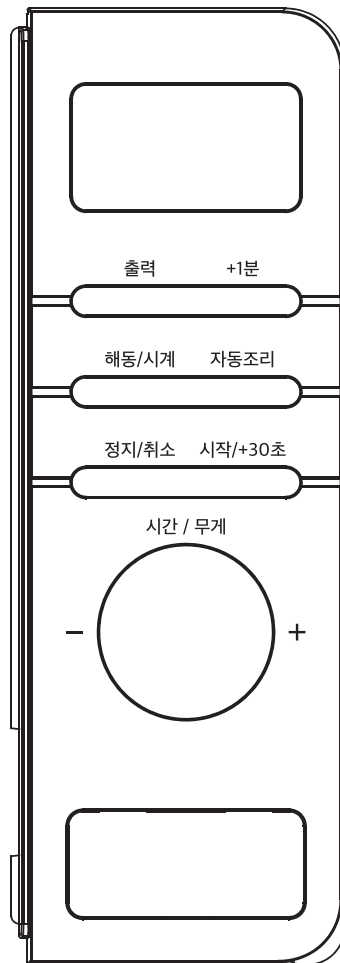 출력 +1분
해동/시계 자동조리
정지/취소 시작/+30초
시간 / 무게
− +